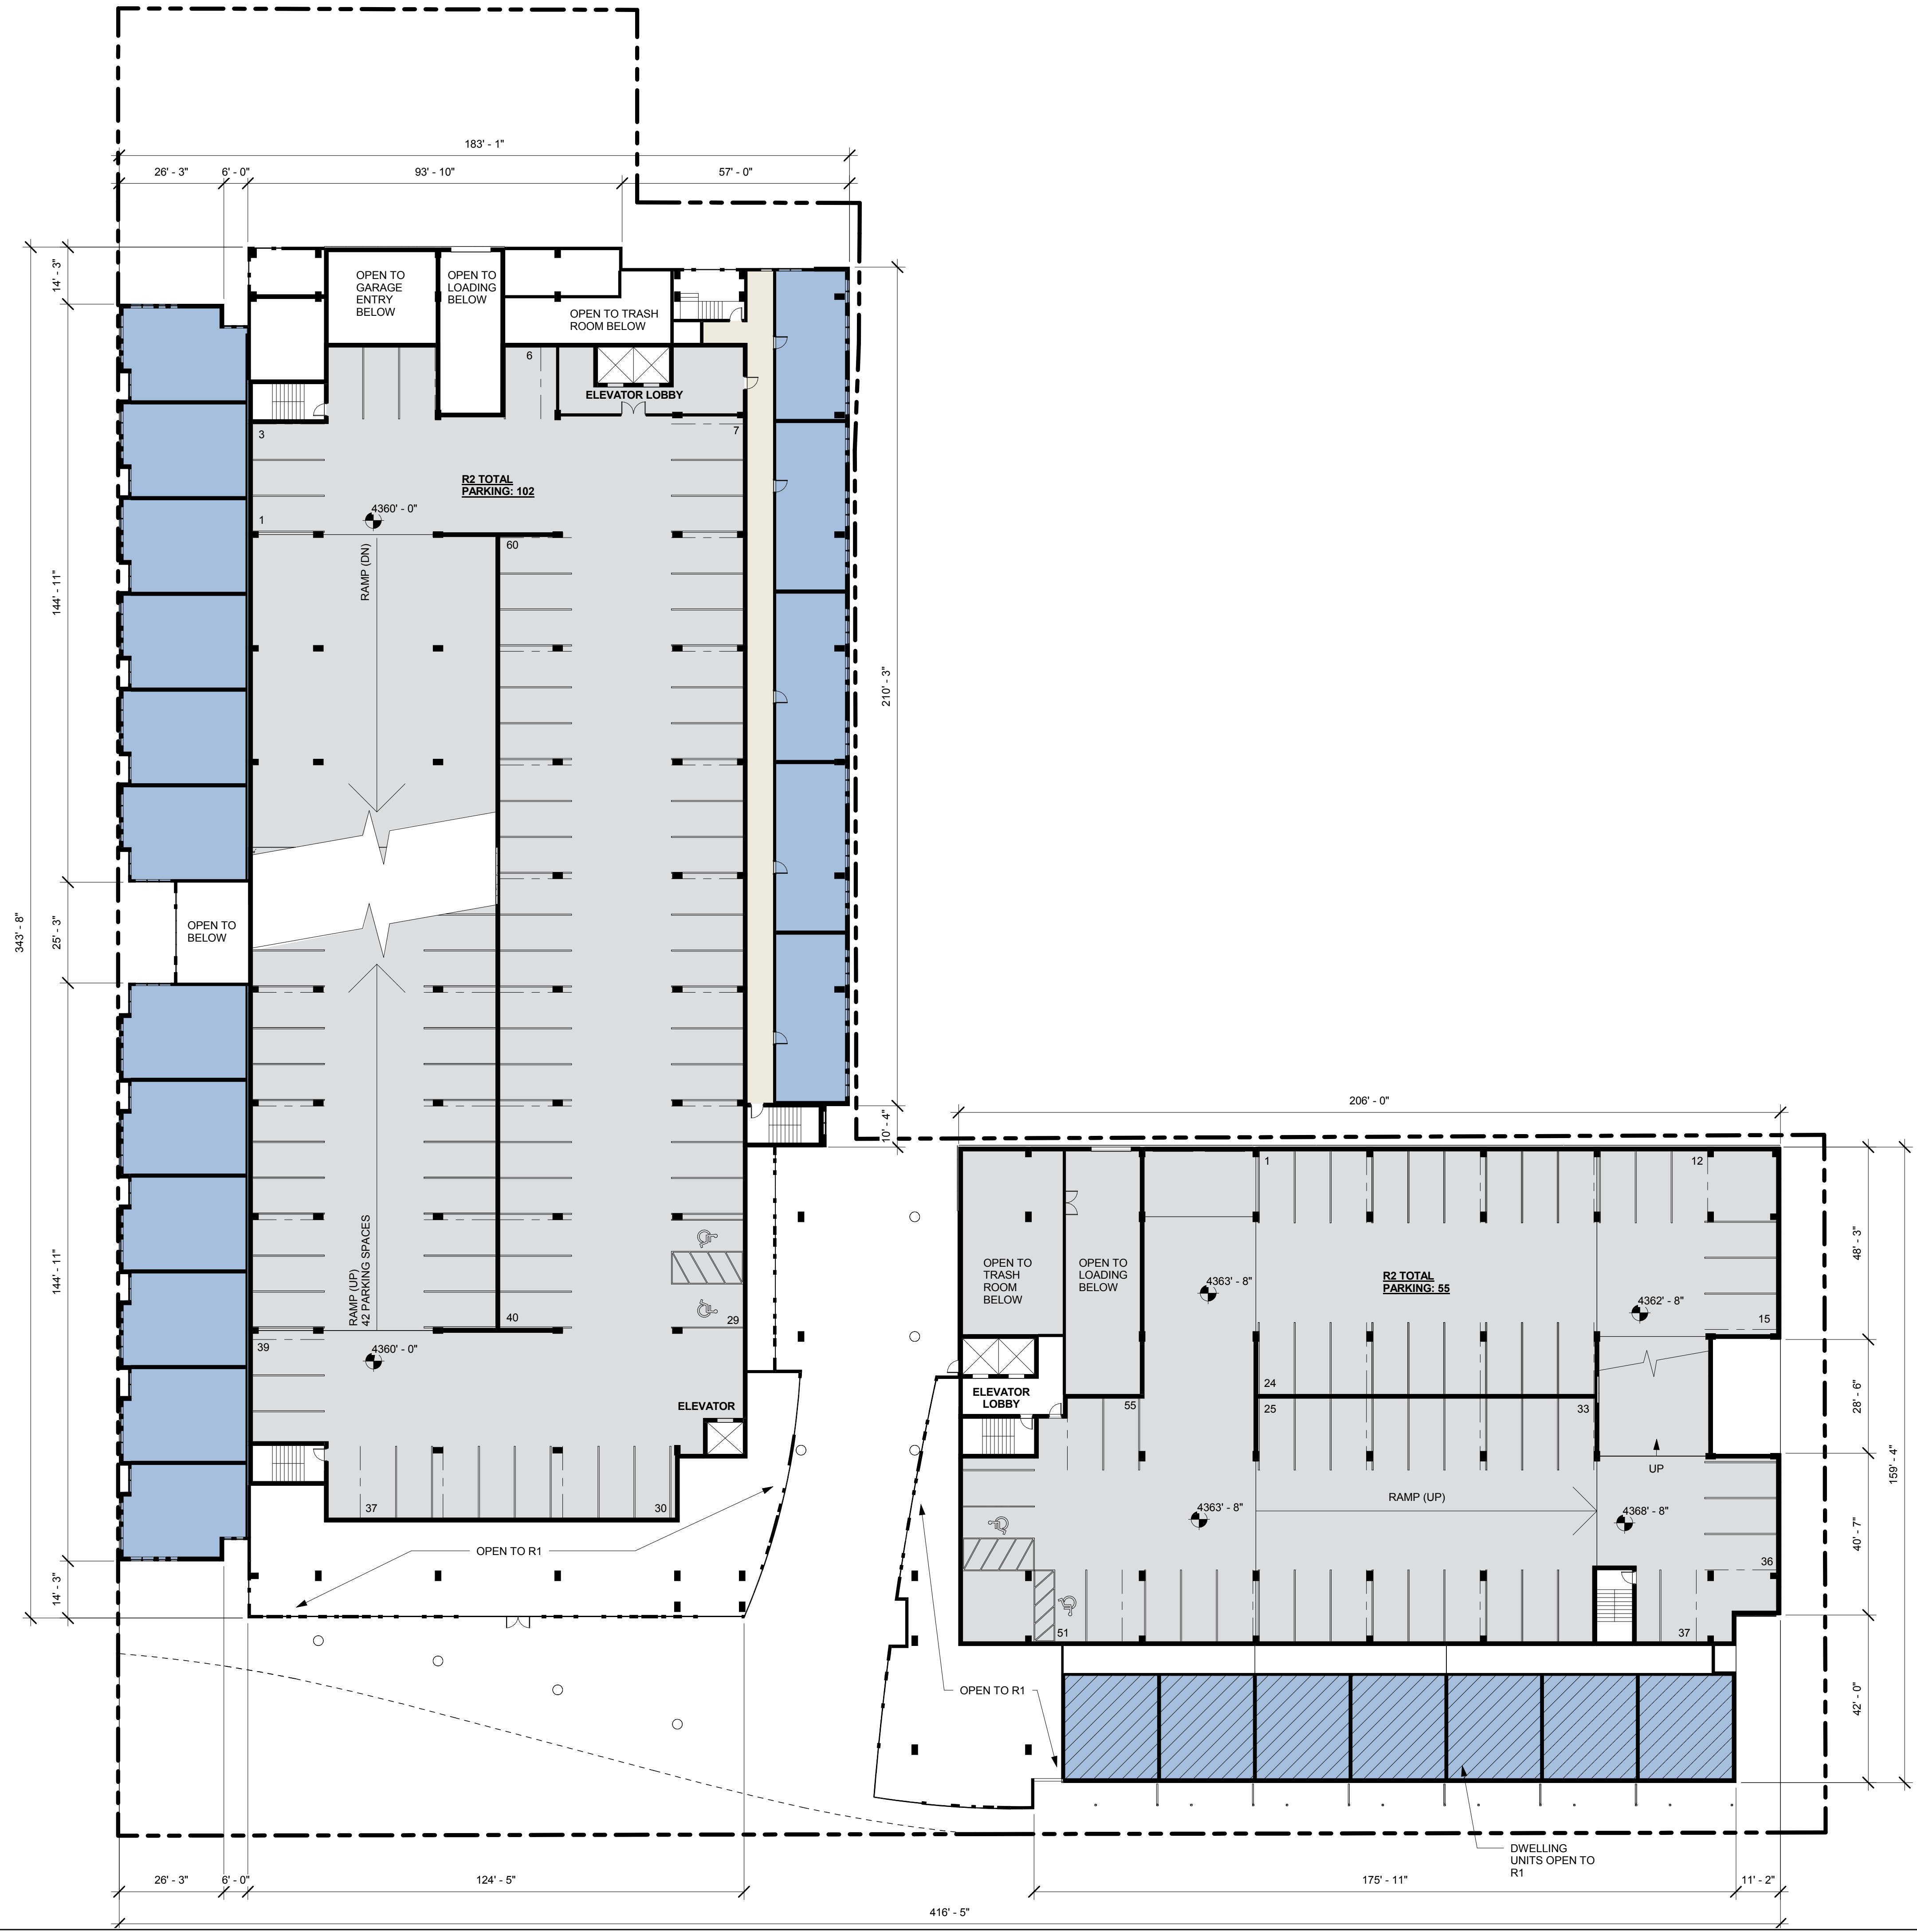 183' - 1"
26' - 3"
6' - 0"
93' - 10"
57' - 0"
14' - 3"
144' - 11"
343' - 8"
25' - 3"
144' - 11"
14' - 3"
OPEN TO
GARAGE
ENTRY
BELOW
OPEN TO
LOADING
BELOW
OPEN TO TRASH
ROOM BELOW
6
ELEVATOR LOBBY
3
7
R2 TOTAL
PARKING: 102
4360' - 0"
1
RAMP (DN)
60
210' - 3"
10' - 4"
OPEN TO
BELOW
RAMP (UP)
42 PARKING SPACES
40
29
39
4360' - 0"
ELEVATOR
37
30
OPEN TO R1
206' - 0"
1
12
OPEN TO
TRASH
ROOM
BELOW
OPEN TO
LOADING
BELOW
4363' - 8"
R2 TOTAL
PARKING: 55
4362' - 8"
15
48' - 3"
28' - 6"
159' - 4"
40' - 7"
42' - 0"
ELEVATOR
LOBBY
24
55
25
33
UP
RAMP (UP)
4363' - 8"
4368' - 8"
36
51
37
OPEN TO R1
DWELLING
UNITS OPEN TO
R1
26' - 3"
6' - 0"
124' - 5"
175' - 11"
11' - 2"
416' - 5"